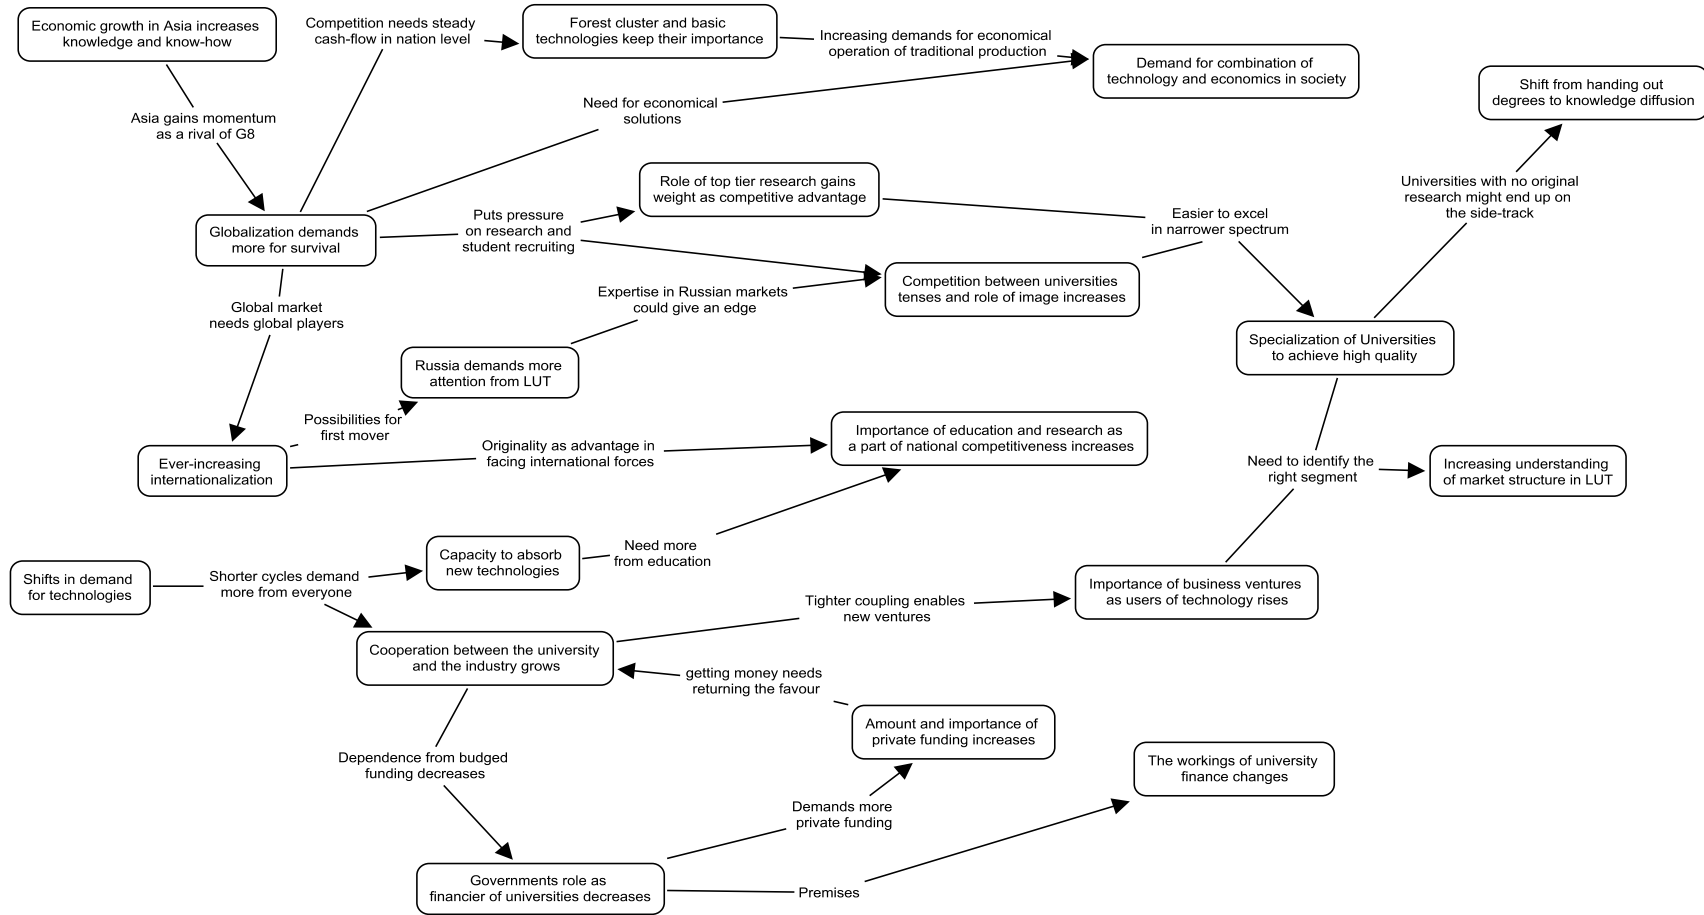 Economic growth in Asia increases
knowledge and know-how
Competition needs steady
cash-flow in nation level
Forest cluster and basic
technologies keep their importance
Increasing demands for economical
operation of traditional production
Demand for combination of
technology and economics in society
Shift from handing out
degrees to knowledge diffusion
Asia gains momentum
as a rival of G8
Need for economical
solutions
Role of top tier research gains
weight as competitive advantage
Universities with no original
research might end up on
the side-track
Globalization demands
more for survival
Puts pressure
on research and
student recruiting
Easier to excel
in narrower spectrum
Competition between universities
tenses and role of image increases
Global market
needs global players
Expertise in Russian markets
could give an edge
Specialization of Universities
to achieve high quality
Russia demands more
attention from LUT
Possibilities for
first mover
Originality as advantage in
facing international forces
Importance of education and research as
a part of national competitiveness increases
Ever-increasing
internationalization
Need to identify the
right segment
Increasing understanding
of market structure in LUT
Capacity to absorb
new technologies
Need more
from education
Shifts in demand
for technologies
Shorter cycles demand
more from everyone
Tighter coupling enables
new ventures
Importance of business ventures
as users of technology rises
Cooperation between the university
and the industry grows
getting money needs
returning the favour
Amount and importance of
private funding increases
Dependence from budged
funding decreases
The workings of university
finance changes
Demands more
private funding
Governments role as
financier of universities decreases
Premises